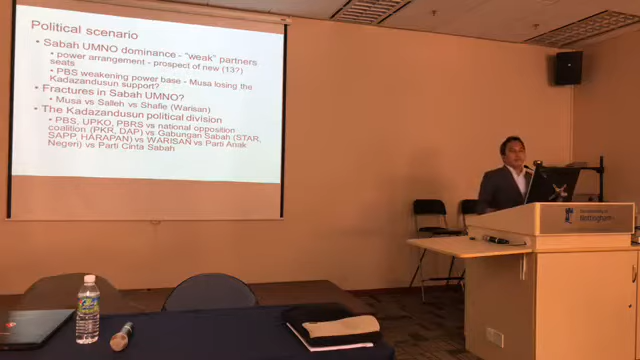 Political scenario
• Sabah UMNO dominance - "weak" partners
• power arrangement - prospect of new (13?)
seats
• PBS weakening power base - Musa losing the
Kadazandusun support?
• Fractures in Sabah UMNO?
• Musa vs Salleh vs Shafie (Warisan)
• The Kadazandusun political division
• PBS, UPKO, PBRS vs national opposition
coalition (PKR, DAP) vs Gabungan Sabah (STAR,
SAPP, HARAPAN) vs WARISAN vs Parti Anak
Negeri) vs Parti Cinta Sabah
Nottingham